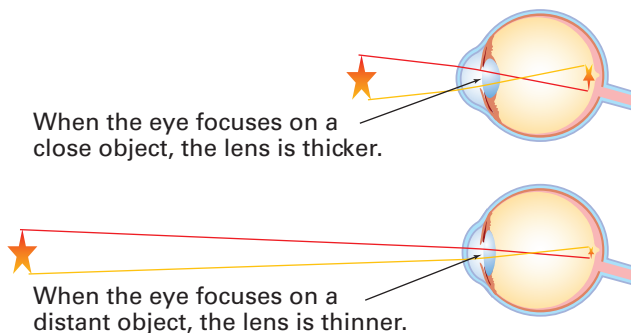 When the eye focuses on a
close object, the lens is thicker.
When the eye focuses on a
distant object, the lens is thinner.